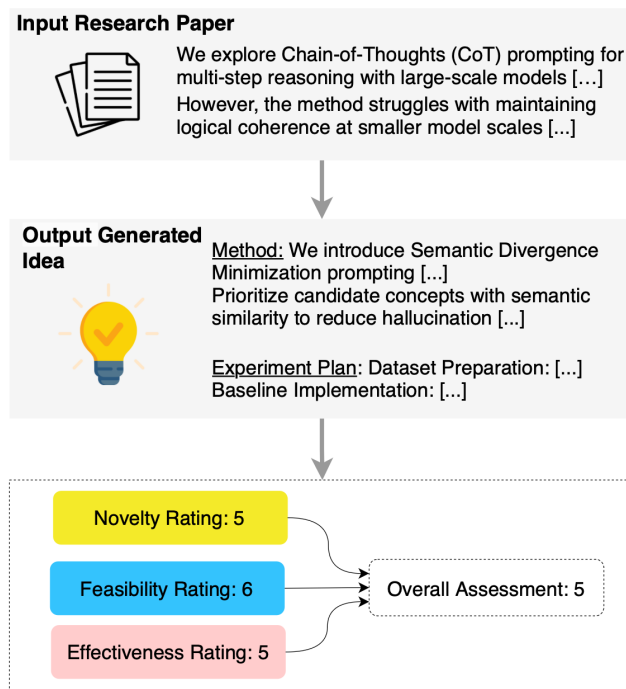 Input Research Paper
We explore Chain-of-Thoughts (CoT) prompting for
multi-step reasoning with large-scale models […]
However, the method struggles with maintaining
logical coherence at smaller model scales [...]
Output Generated
Idea
Method: We introduce Semantic Divergence
Minimization prompting [...]
Prioritize candidate concepts with semantic
similarity to reduce hallucination [...]
Experiment Plan: Dataset Preparation: [...]
Baseline Implementation: [...]
Novelty Rating: 5
Feasibility Rating: 6
Effectiveness Rating: 5
Overall Assessment: 5